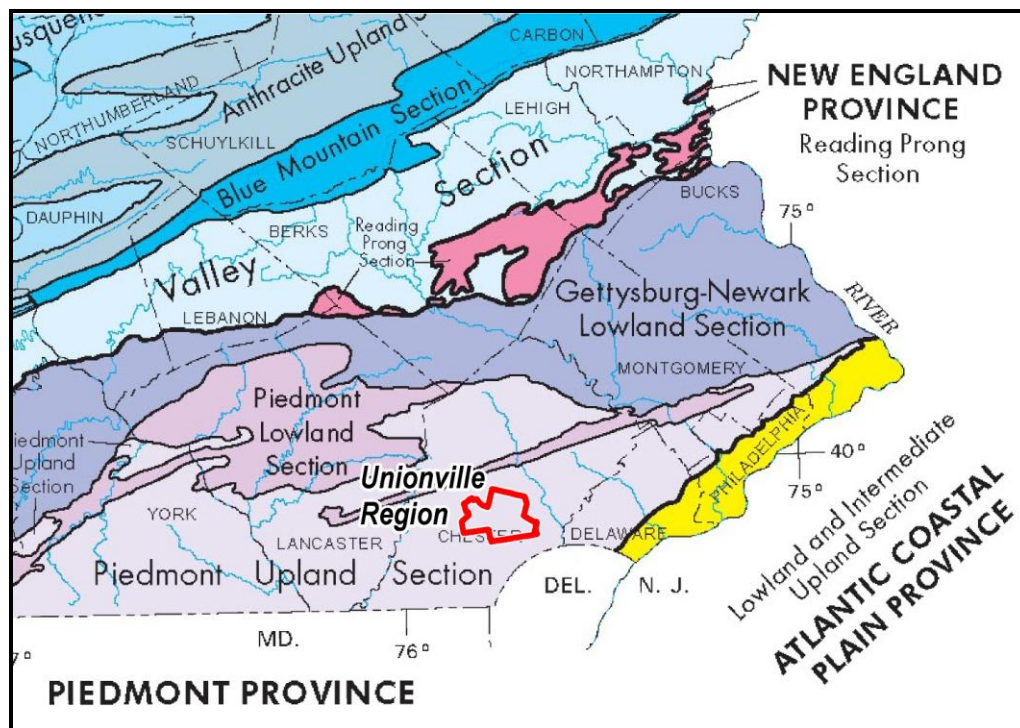 usquehan
Anthracite Upland S
CARBON
NORTHAMPTON
NEW ENGLAND
PROVINCE
Reading Prong
Section
NORTHUMBERLAND
SCHUYLKILL
Blue Mountain Section
LEHIGH
DAUPHIN
BERKS
Reading
Prong
Section
Valley Section
BUCKS
75°
LEBANON
Gettysburg-Newark
Lowland Section
RIVER
MONTGOMERY
Piedmont
Lowland
Section
Piedmont
Upland
Section
PHILADELPHIA
40°
75°
Unionville
Region
YORK
LANCASTER
CHESTER
DELAWARE
Piedmont Upland Section
DEL.
N. J.
Lowland and Intermediate
Upland Section
ATLANTIC COASTAL
PLAIN PROVINCE
MD.
76°
7°
PIEDMONT PROVINCE